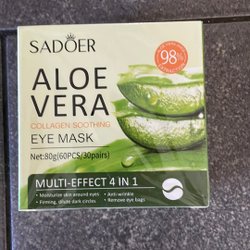 SADOER
98%
ALOE
VERA
COLLAGEN SOOTHING
EYE MASK
Net:80g(60PCS/30pairs)
MULTI-EFFECT 4 IN 1
• Moisturize skin around eyes
• Anti-wrinkle
• Firming, dilute dark circles
• Remove eye bags